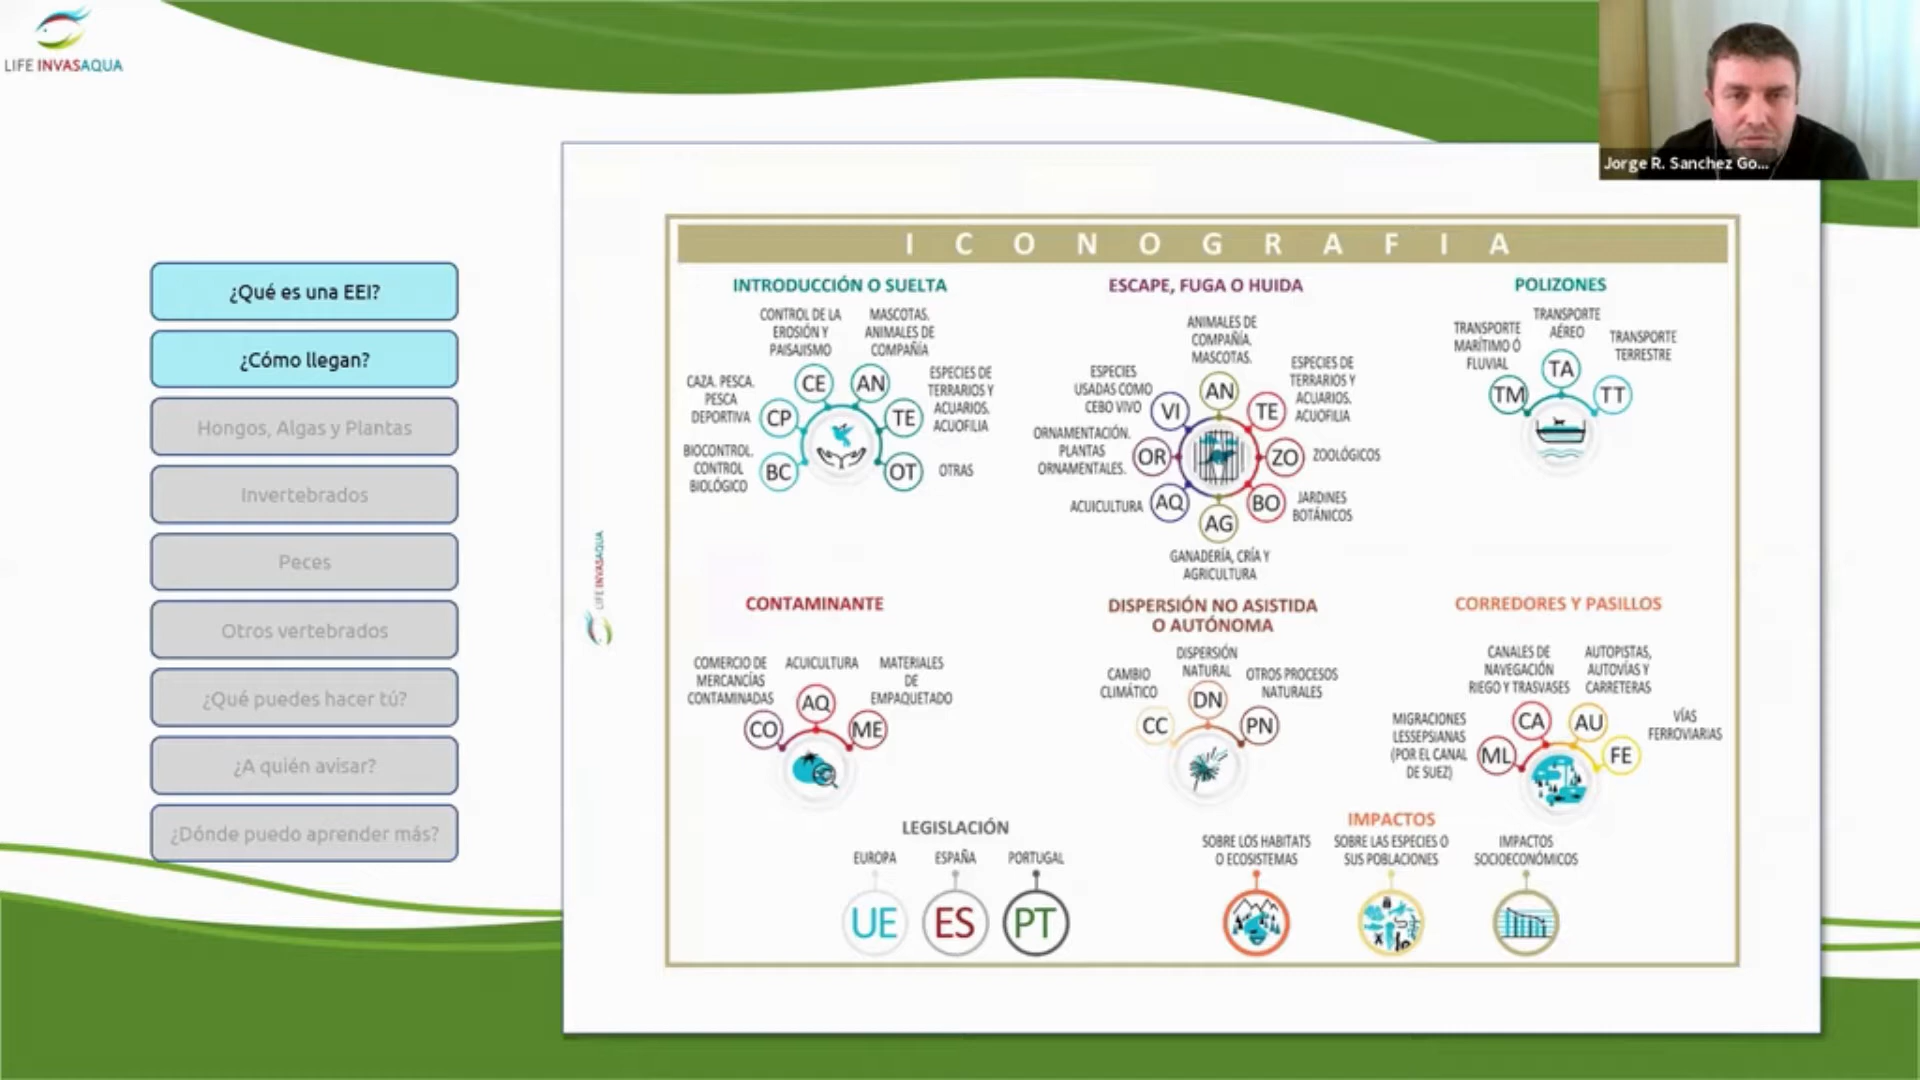 LIFE INVASAQUA
Jorge R. Sanchez Go...
¿Qué es una EEI?
¿Cómo llegan?
Hongos, Algas y Plantas
Invertebrados
Peces
Otros vertebrados
¿Qué puedes hacer tú?
¿A quién avisar?
¿Dónde puedo aprender más?
LIFE INVASAQUA
ICONOGRAFIA
INTRODUCCIÓN O SUELTA
CONTROL DE LA
EROSIÓN Y
PAISAJISMO
MASCOTAS.
ANIMALES DE
COMPAÑÍA
CAZA. PESCA.
PESCA
DEPORTIVA
ESPECIES DE
TERRARIOS Y
ACUARIOS.
ACUOFILIA
BIOCONTROL.
CONTROL
BIOLÓGICO
OTRAS
CE
AN
CP
TE
BC
OT
ESCAPE, FUGA O HUIDA
ANIMALES DE
COMPAÑÍA.
MASCOTAS.
ESPECIES
USADAS COMO
CEBO VIVO
ESPECIES DE
TERRARIOS Y
ACUARIOS.
ACUOFILIA
ORNAMENTACIÓN.
PLANTAS
ORNAMENTALES.
ZOOLÓGICOS
ACUICULTURA
JARDINES
BOTÁNICOS
GANADERÍA, CRÍA Y
AGRICULTURA
AN
VI
TE
OR
ZO
AQ
BO
AG
POLIZONES
TRANSPORTE
MARÍTIMO Ó
FLUVIAL
TRANSPORTE
AÉREO
TRANSPORTE
TERRESTRE
TM
TA
TT
CONTAMINANTE
COMERCIO DE
MERCANCÍAS
CONTAMINADAS
ACUICULTURA
MATERIALES
DE
EMPAQUETADO
CO
AQ
ME
DISPERSIÓN NO ASISTIDA
O AUTÓNOMA
CAMBIO
CLIMÁTICO
DISPERSIÓN
NATURAL
OTROS PROCESOS
NATURALES
CC
DN
PN
CORREDORES Y PASILLOS
CANALES DE
NAVEGACIÓN
RIEGO Y TRASVASES
AUTOPISTAS,
AUTOVÍAS Y
CARRETERAS
MIGRACIONES
LESSEPSIANAS
(POR EL CANAL
DE SUEZ)
VÍAS
FERROVIARIAS
ML
CA
AU
FE
LEGISLACIÓN
EUROPA
ESPAÑA
PORTUGAL
UE
ES
PT
IMPACTOS
SOBRE LOS HABITATS
O ECOSISTEMAS
SOBRE LAS ESPECIES O
SUS POBLACIONES
IMPACTOS
SOCIOECONÓMICOS